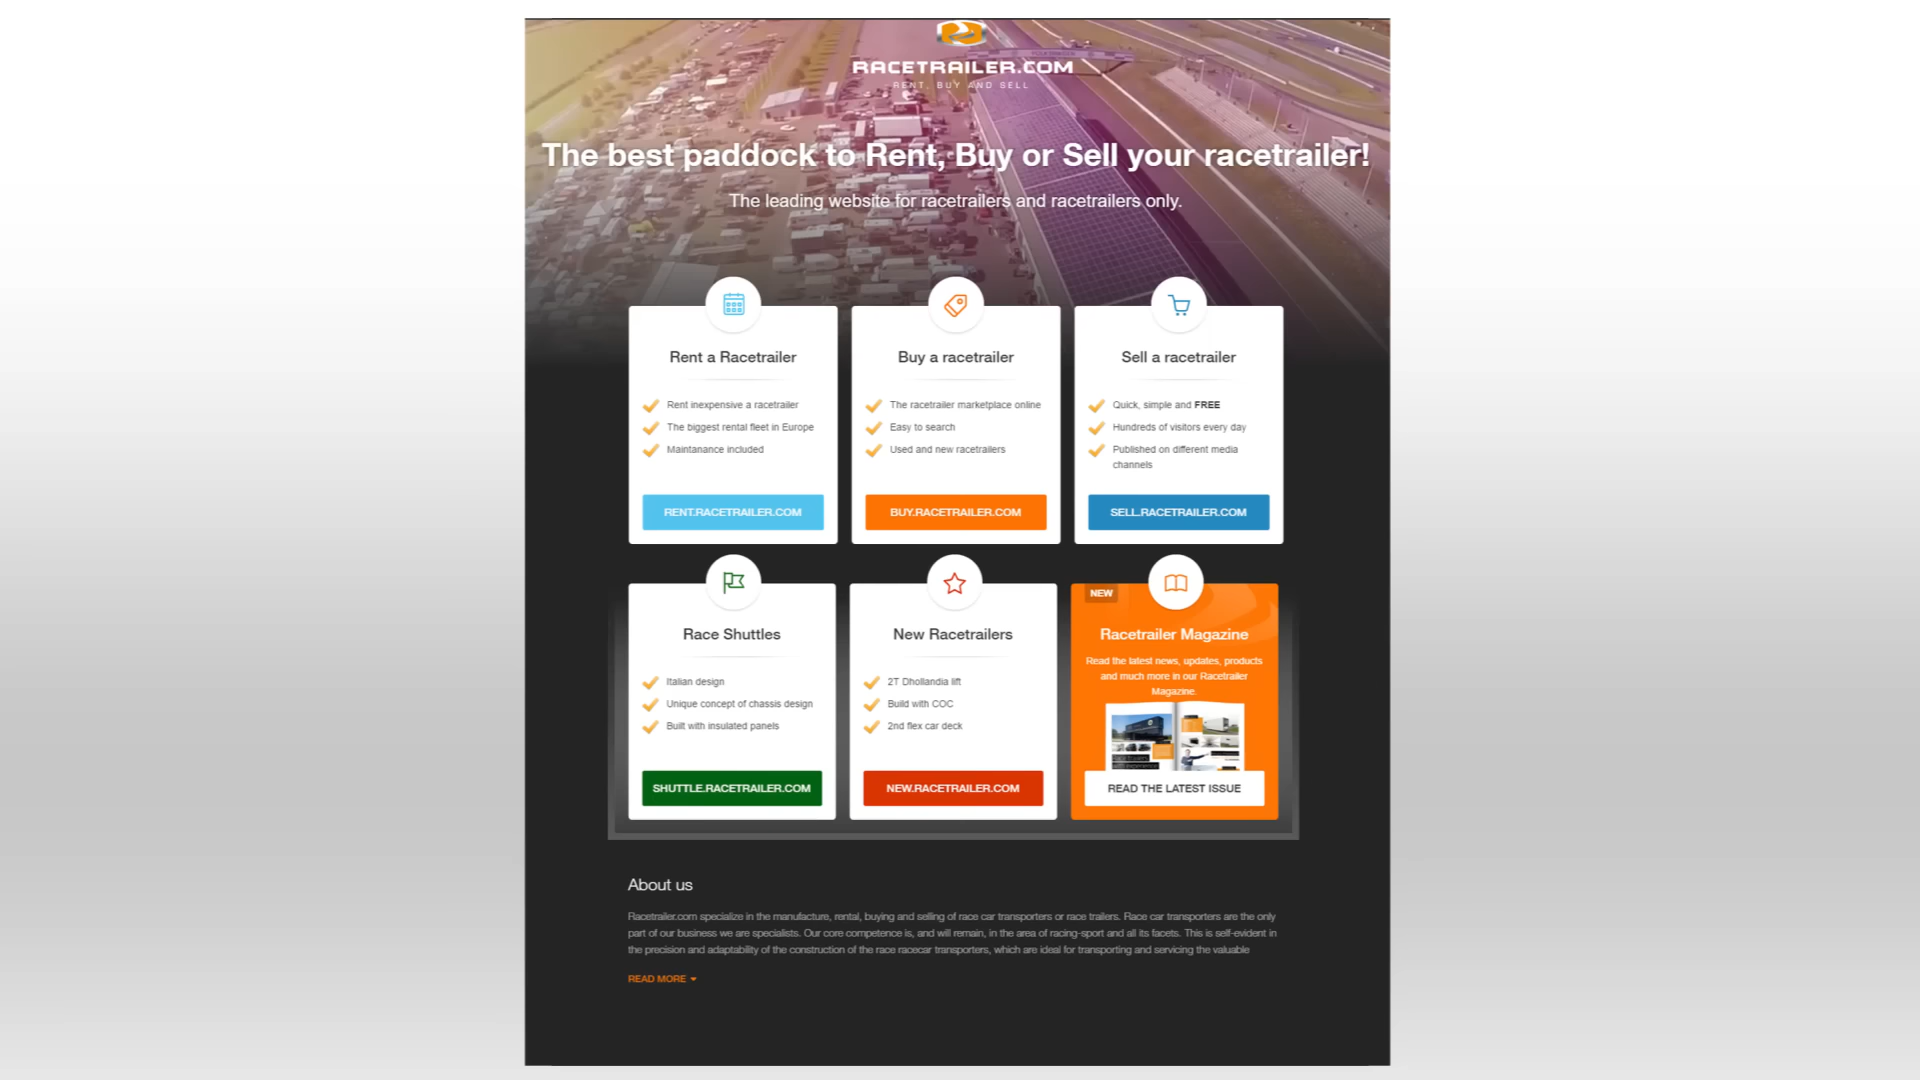 RACETRAILER.COM
RENT, BUY AND SELL
The best paddock to Rent, Buy or Sell your racetrailer!
The leading website for racetrailers and racetrailers only.
Rent a Racetrailer
Rent inexpensive a racetrailer
The biggest rental fleet in Europe
Maintanance included
RENT.RACETRAILER.COM
Buy a racetrailer
The racetrailer marketplace online
Easy to search
Used and new racetrailers
BUY.RACETRAILER.COM
Sell a racetrailer
Quick, simple and FREE
Hundreds of visitors every day
Published on different media
channels
SELL.RACETRAILER.COM
Race Shuttles
Italian design
Unique concept of chassis design
Built with insulated panels
SHUTTLE.RACETRAILER.COM
New Racetrailers
2T Dhollandia lift
Build with COC
2nd flex car deck
NEW.RACETRAILER.COM
NEW
Racetrailer Magazine
Read the latest news, updates, products
and much more in our Racetrailer
Magazine.
READ THE LATEST ISSUE
About us
Racetrailer.com specialize in the manufacture, rental, buying and selling of race car transporters or race trailers. Race car transporters are the only
part of our business we are specialists. Our core competence is, and will remain, in the area of racing-sport and all its facets. This is self-evident in
the precision and adaptability of the construction of the race racecar transporters, which are ideal for transporting and servicing the valuable
READ MORE